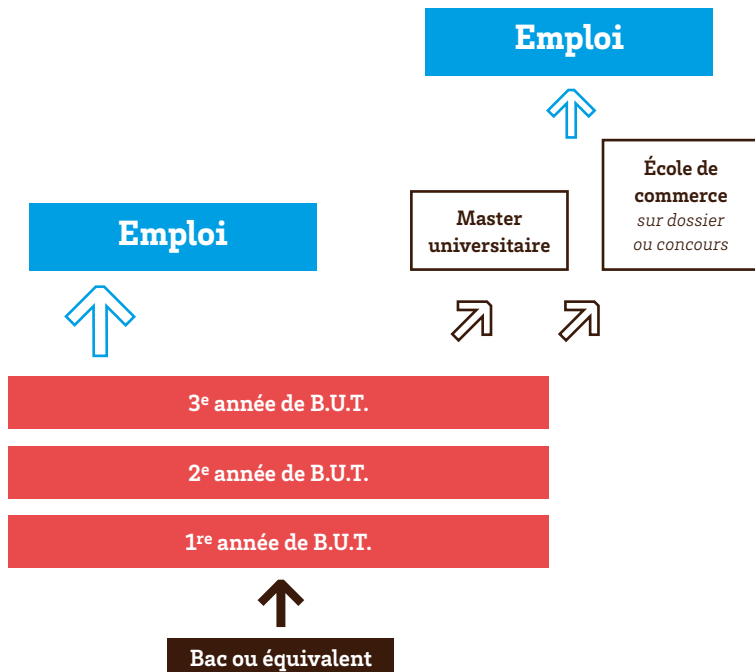 Emploi
École de
commerce
sur dossier
ou concours
Master
universitaire
Emploi
3e année de B.U.T.
2e année de B.U.T.
1re année de B.U.T.
Bac ou équivalent